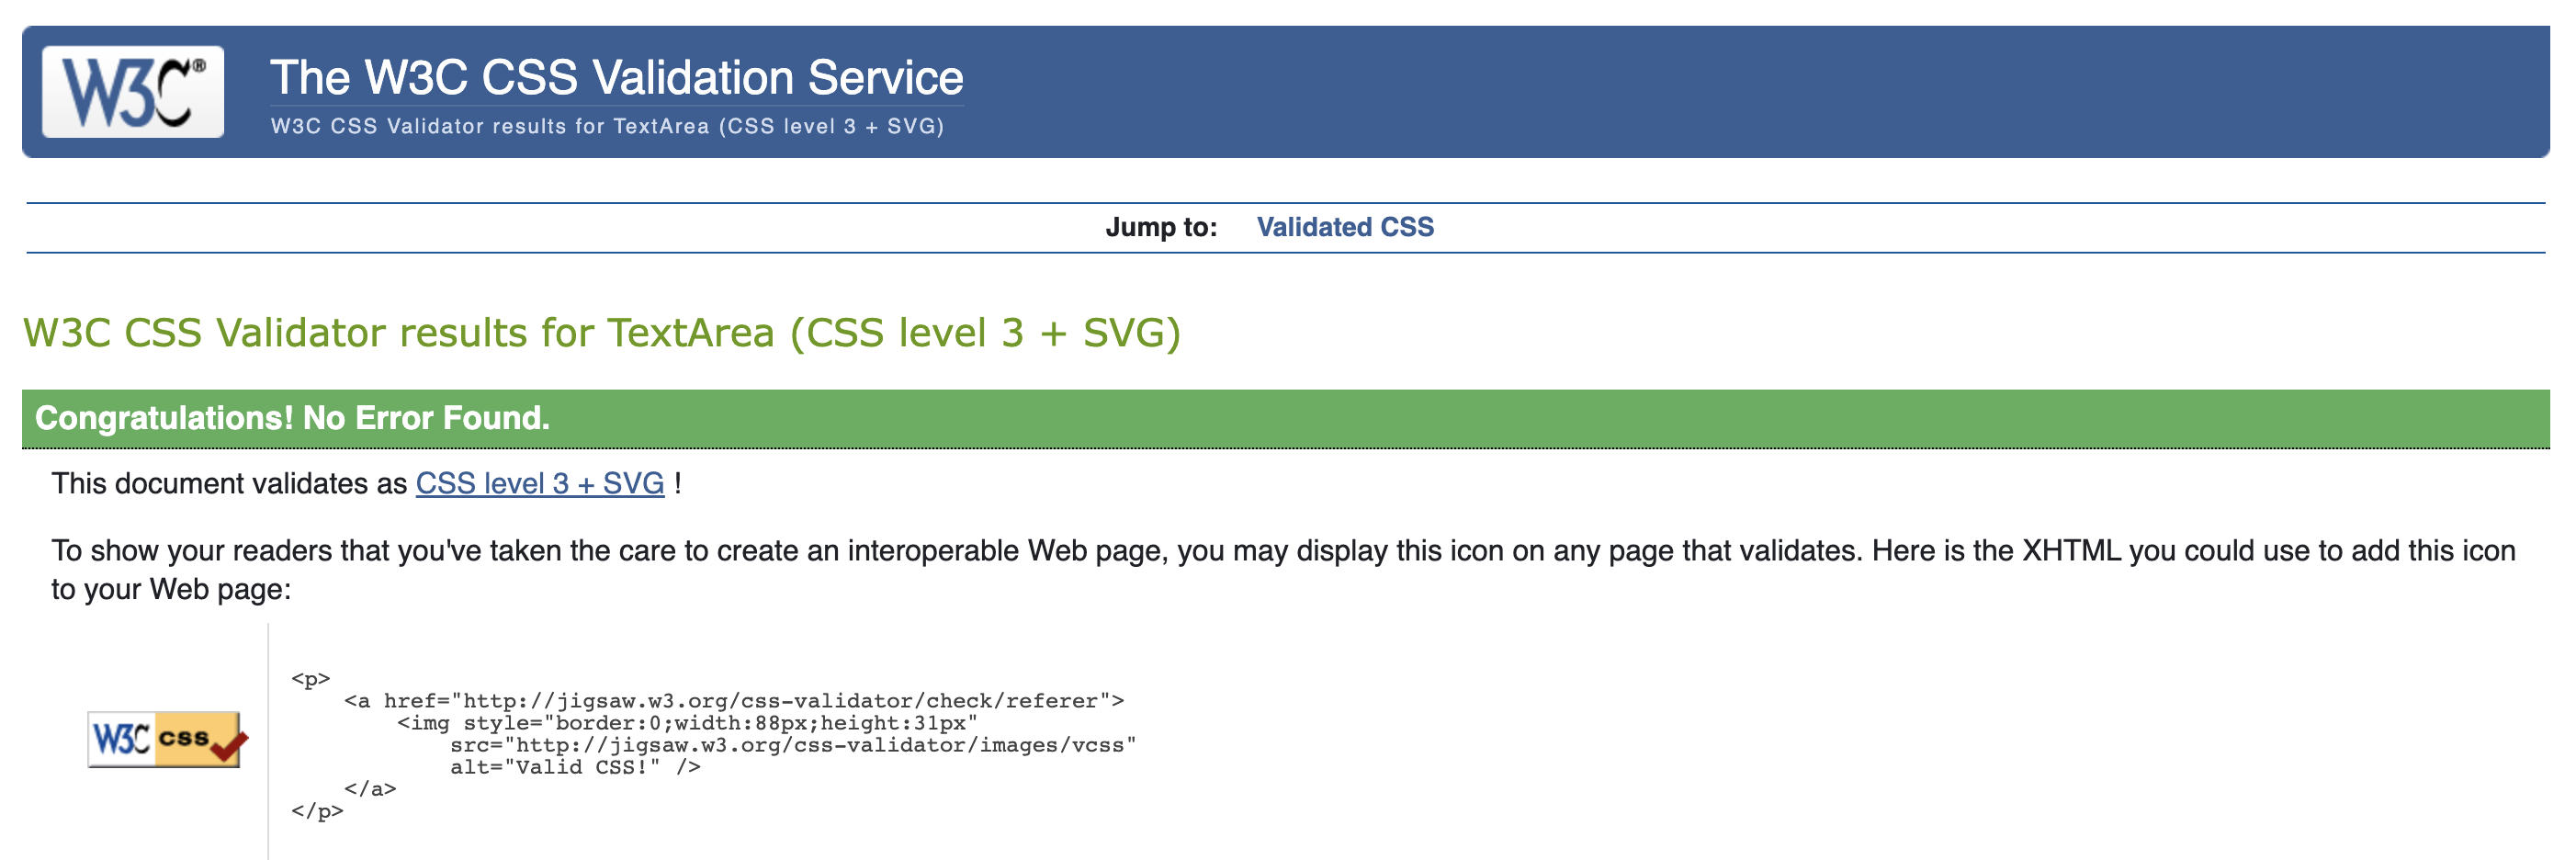 W3C®
The W3C CSS Validation Service
W3C CSS Validator results for TextArea (CSS level 3 + SVG)
Jump to: Validated CSS
W3C CSS Validator results for TextArea (CSS level 3 + SVG)
Congratulations! No Error Found.
This document validates as CSS level 3 + SVG !
To show your readers that you've taken the care to create an interoperable Web page, you may display this icon on any page that validates. Here is the XHTML you could use to add this icon
to your Web page:
W3C css
<p>
    <a href="http://jigsaw.w3.org/css-validator/check/referer">
        <img style="border:0;width:88px;height:31px"
            src="http://jigsaw.w3.org/css-validator/images/vcss"
            alt="Valid CSS!" />
    </a>
</p>